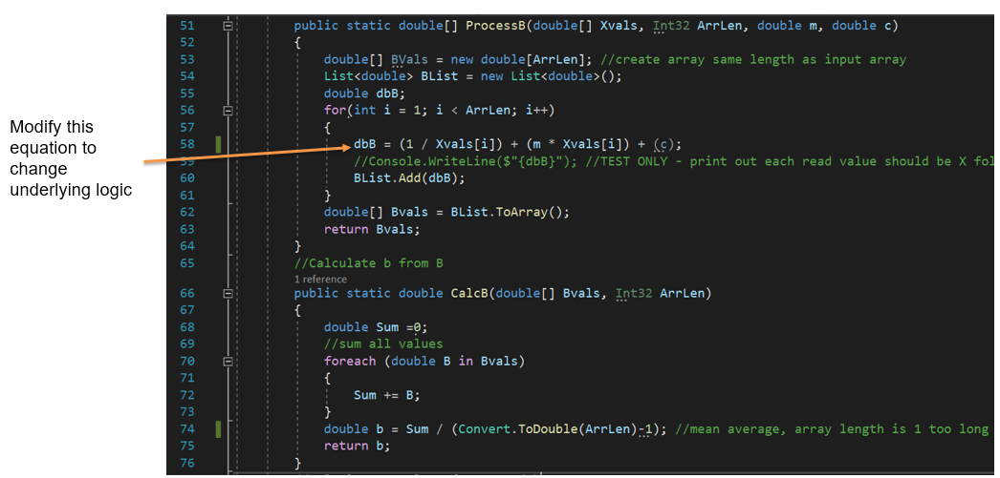 Modify this
equation to
change
underlying logic
51 public static double[] ProcessB(double[] Xvals, Int32 ArrLen, double m, double c)
52 {
53 double[] BVals = new double[ArrLen]; //create array same length as input array
54 List<double> BList = new List<double>();
55 double dbB;
56 for(int i = 1; i < ArrLen; i++)
57 {
58 dbB = (1 / Xvals[i]) + (m * Xvals[i]) + (c);
59 //Console.WriteLine($"{dbB}"); //TEST ONLY - print out each read value should be X fol
60 BList.Add(dbB);
61 }
62 double[] Bvals = BList.ToArray();
63 return Bvals;
64 }
65 //Calculate b from B
1 reference
66 public static double CalcB(double[] Bvals, Int32 ArrLen)
67 {
68 double Sum =0;
69 //sum all values
70 foreach (double B in Bvals)
71 {
72 Sum += B;
73 }
74 double b = Sum / (Convert.ToDouble(ArrLen)-1); //mean average, array length is 1 too long
75 return b;
76 }